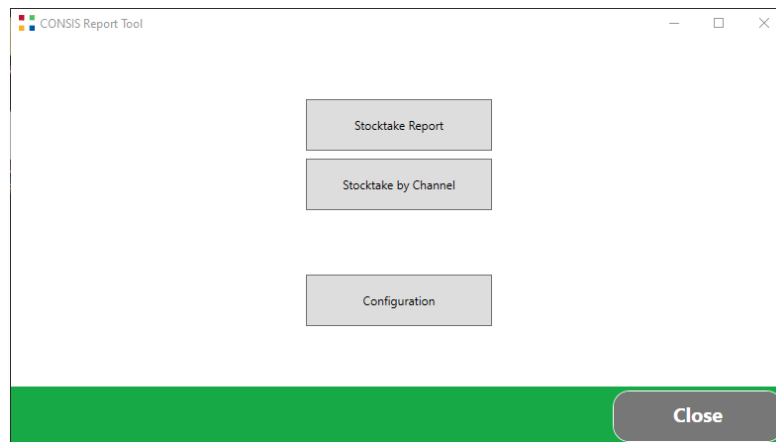 CONSIS Report Tool
Stocktake Report
Stocktake by Channel
Configuration
Close